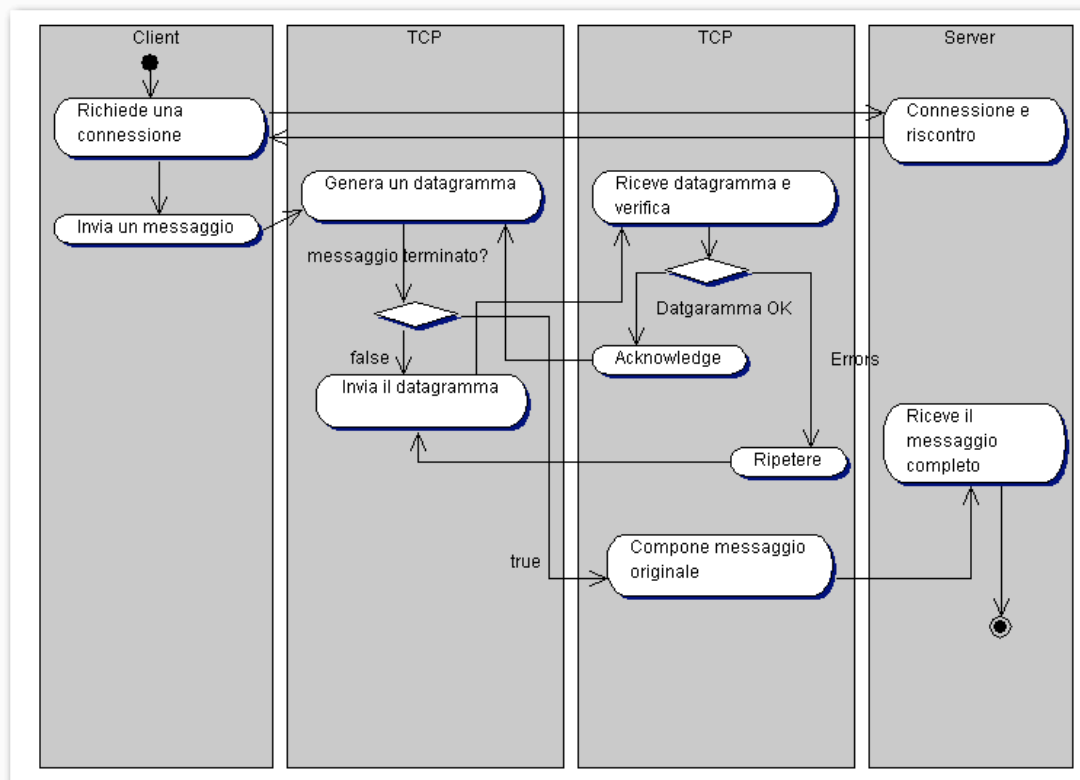 Client
TCP
TCP
Server
Richiede una
connessione
Connessione e
riscontro
Invia un messaggio
Genera un datagramma
Riceve datagramma e
verifica
messaggio terminato?
Datgaramma OK
false
Acknowledge
Errors
Invia il datagramma
Riceve il
messaggio
completo
Ripetere
true
Compone messaggio
originale